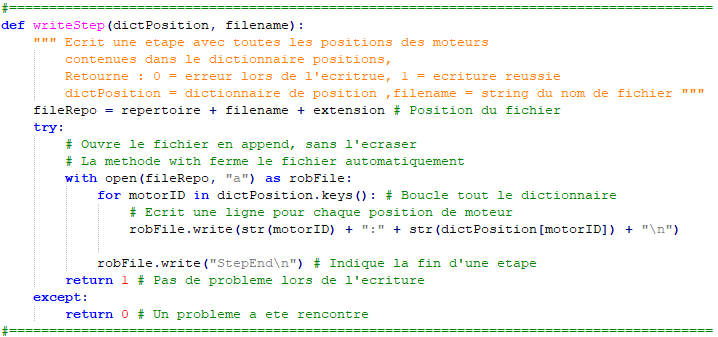 #========================================================================================
def writeStep(dictPosition, filename):
    """ Ecrit une etape avec toutes les positions des moteurs
        contenues dans le dictionnaire positions,
        Retourne : 0 = erreur lors de l'ecritrue, 1 = ecriture reussie
        dictPosition = dictionnaire de position ,filename = string du nom de fichier """
    fileRepo = repertoire + filename + extension # Position du fichier
    try:
        # Ouvre le fichier en append, sans l'ecraser
        # La methode with ferme le fichier automatiquement
        with open(fileRepo, "a") as robFile:
            for motorID in dictPosition.keys(): # Boucle tout le dictionnaire
                # Ecrit une ligne pour chaque position de moteur
                robFile.write(str(motorID) + ":" + str(dictPosition[motorID]) + "\n")

            robFile.write("StepEnd\n") # Indique la fin d'une etape
        return 1 # Pas de probleme lors de l'ecriture
    except:
        return 0 # Un probleme a ete rencontre
#========================================================================================